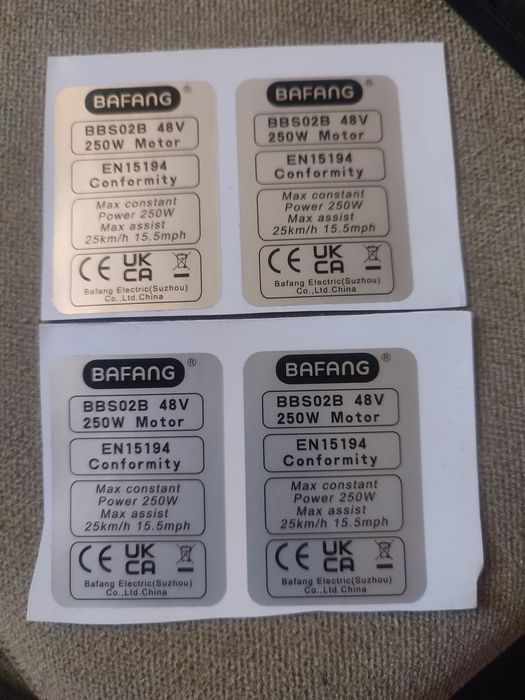 BAFANG ®
BBS02B 48V
250W Motor
EN15194
Conformity
Max constant
Power 250W
Max assist
25km/h 15.5mph
CE UK CA
Bafang Electric(Suzhou)
Co.,Ltd.China
BAFANG ®
BBS02B 48V
250W Motor
EN15194
Conformity
Max constant
Power 250W
Max assist
25km/h 15.5mph
CE UK CA
Bafang Electric(Suzhou)
Co.,Ltd.China
BAFANG ®
BBS02B 48V
250W Motor
EN15194
Conformity
Max constant
Power 250W
Max assist
25km/h 15.5mph
CE UK CA
Bafang Electric(Suzhou)
Co.,Ltd.China
BAFANG ®
BBS02B 48V
250W Motor
EN15194
Conformity
Max constant
Power 250W
Max assist
25km/h 15.5mph
CE UK CA
Bafang Electric(Suzhou)
Co.,Ltd.China